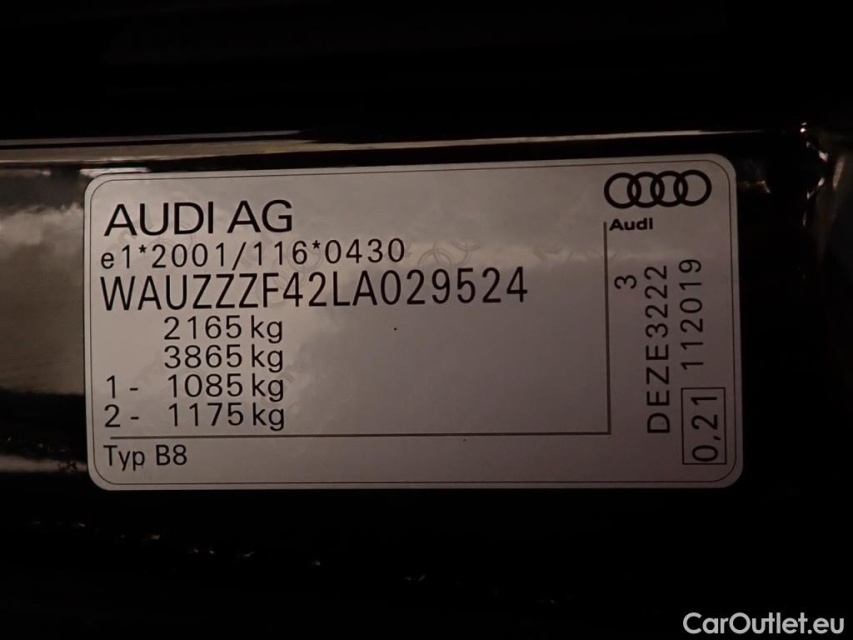 AUDI AG
Audi
e1*2001/116*0430
WAUZZZF42LA029524
2165 kg
3865 kg
1 - 1085 kg
2 - 1175 kg
Typ B8
3
DEZE3222
112019
0,21
CarOutlet.eu